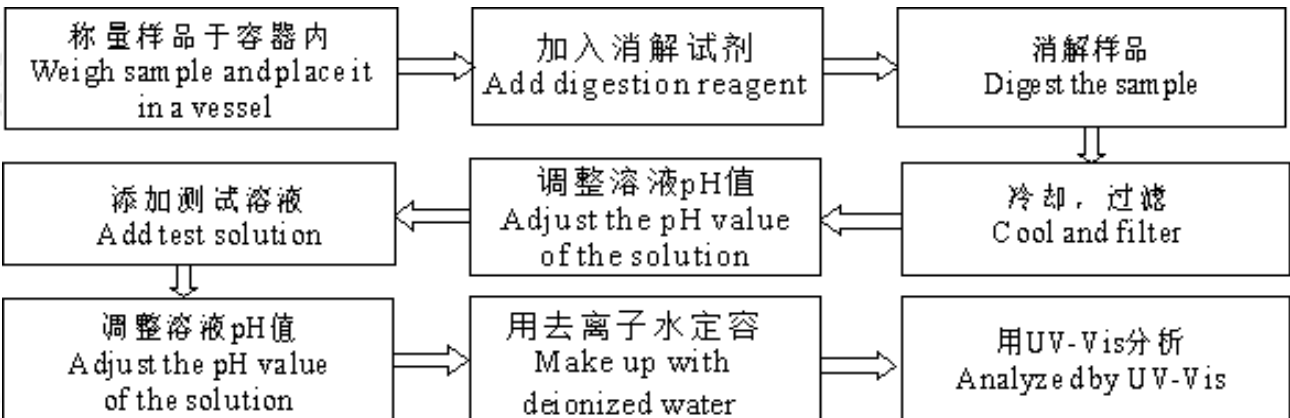 称量样品于容器内
Weigh sample and place it
in a vessel
加入消解试剂
Add digestion reagent
消解样品
Digest the sample
冷却，过滤
Cool and filter
调整溶液pH值
Adjust the pH value
of the solution
添加测试溶液
Add test solution
调整溶液pH值
Adjust the pH value
of the solution
用去离子水定容
Make up with
deionized water
用UV-Vis分析
Analyzed by UV-Vis